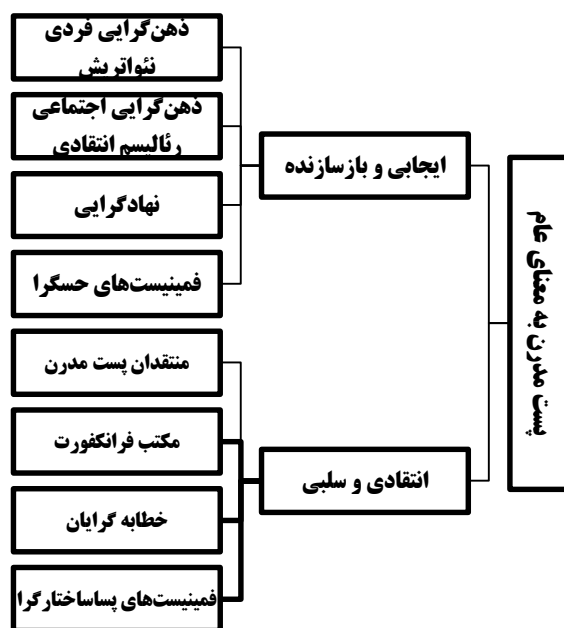 پست مدرن به معنای عام
ایجابی و بازسازنده
ذهن‌گرایی فردی
نئواتریش
ذهن‌گرایی اجتماعی
رئالیسم انتقادی
نهادگرایی
فمینیست‌های حسگرا
انتقادی و سلبی
منتقدان پست مدرن
مکتب فرانکفورت
خطابه گرایان
فمینیست‌های پساساختارگرا